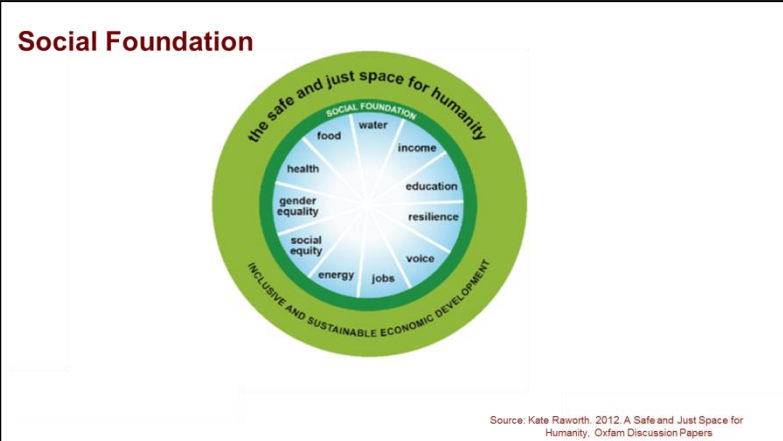 Social Foundation
the safe and just space for humanity
SOCIAL FOUNDATION
water
income
education
resilience
voice
jobs
energy
social
equity
gender
equality
health
food
INCLUSIVE AND SUSTAINABLE ECONOMIC DEVELOPMENT
Source: Kate Raworth. 2012. A Safe and Just Space for
Humanity, Oxfam Discussion Papers